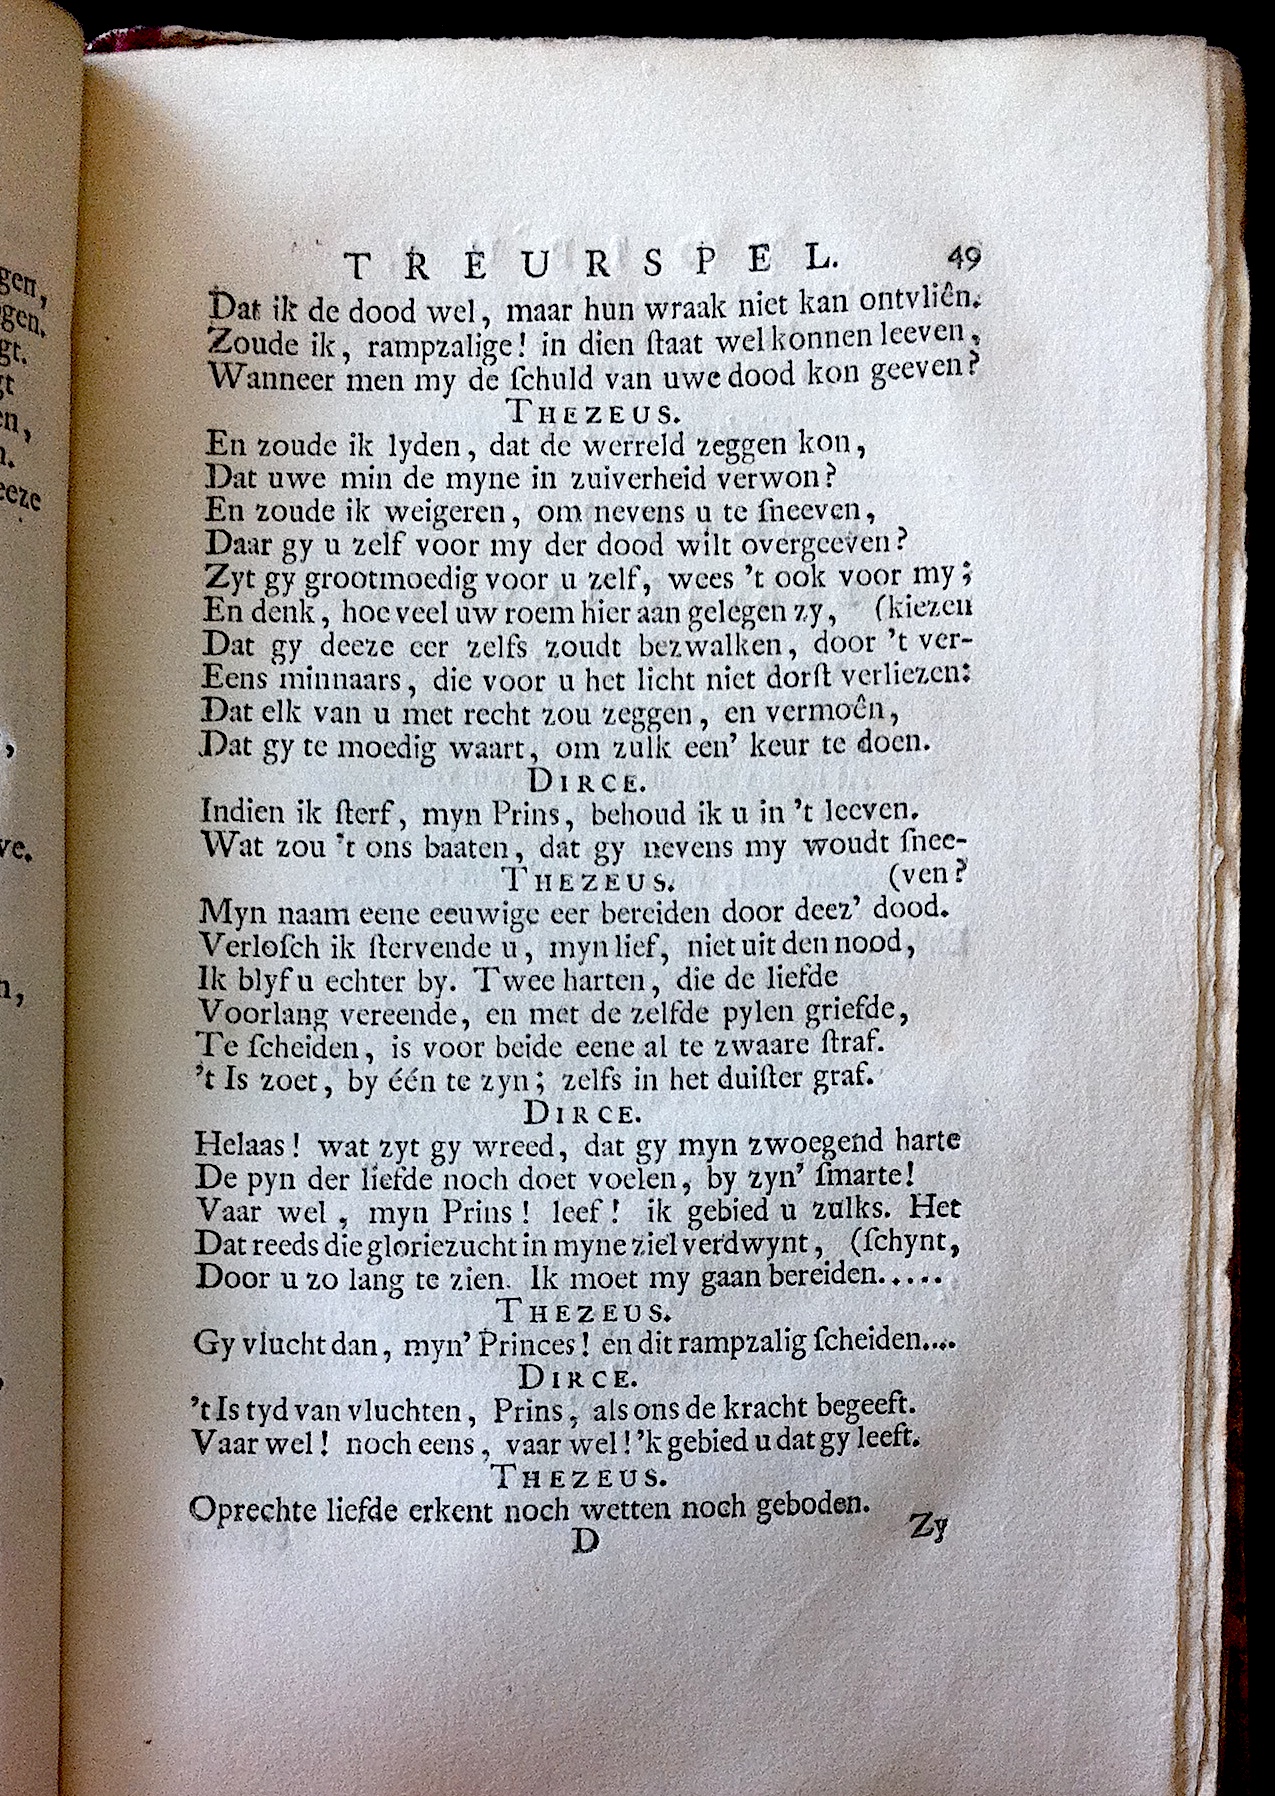 TREURSPEL. 49
Dat ik de dood wel, maar hun wraak niet kan ontvliên.
Zoude ik, rampzalige! in dien ſtaat wel konnen leeven,
Wanneer men my de ſchuld van uwe dood kon geeven?
THEZEUS.
En zoude ik lyden, dat de werreld zeggen kon,
Dat uwe min de myne in zuiverheid verwon?
En zoude ik weigeren, om nevens u te ſneeven,
Daar gy u zelf voor my der dood wilt overgeeven?
Zyt gy grootmoedig voor u zelf, wees 't ook voor my;
En denk, hoe veel uw roem hier aan gelegen zy, (kiezen
Dat gy deeze eer zelfs zoudt bezwalken, door 't ver-
Eens minnaars, die voor u het licht niet dorſt verliezen:
Dat elk van u met recht zou zeggen, en vermoên,
Dat gy te moedig waart, om zulk een' keur te doen.
DIRCE.
Indien ik ſterf, myn Prins, behoud ik u in 't leeven.
Wat zou 't ons baaten, dat gy nevens my woudt ſnee-
THEZEUS. (ven?
Myn naam eene eeuwige eer bereiden door deez' dood.
Verloſch ik ſtervende u, myn lief, niet uit den nood,
Ik blyf u echter by. Twee harten, die de liefde
Voorlang vereende, en met de zelfde pylen griefde,
Te ſcheiden, is voor beide eene al te zwaare ſtraf.
't Is zoet, by één te zyn; zelfs in het duiſter graf.
DIRCE.
Helaas! wat zyt gy wreed, dat gy myn zwoegend harte
De pyn der liefde noch doet voelen, by zyn' ſmarte!
Vaar wel, myn Prins! leef! ik gebied u zulks. Het
Dat reeds die gloriezucht in myne ziel verdwynt, (ſchynt,
Door u zo lang te zien. Ik moet my gaan bereiden.....
THEZEUS.
Gy vlucht dan, myn' Princes! en dit rampzalig ſcheiden....
DIRCE.
't Is tyd van vluchten, Prins, als ons de kracht begeeft.
Vaar wel! noch eens, vaar wel! 'k gebied u dat gy leeft.
THEZEUS.
Oprechte liefde erkent noch wetten noch geboden.
D Zy